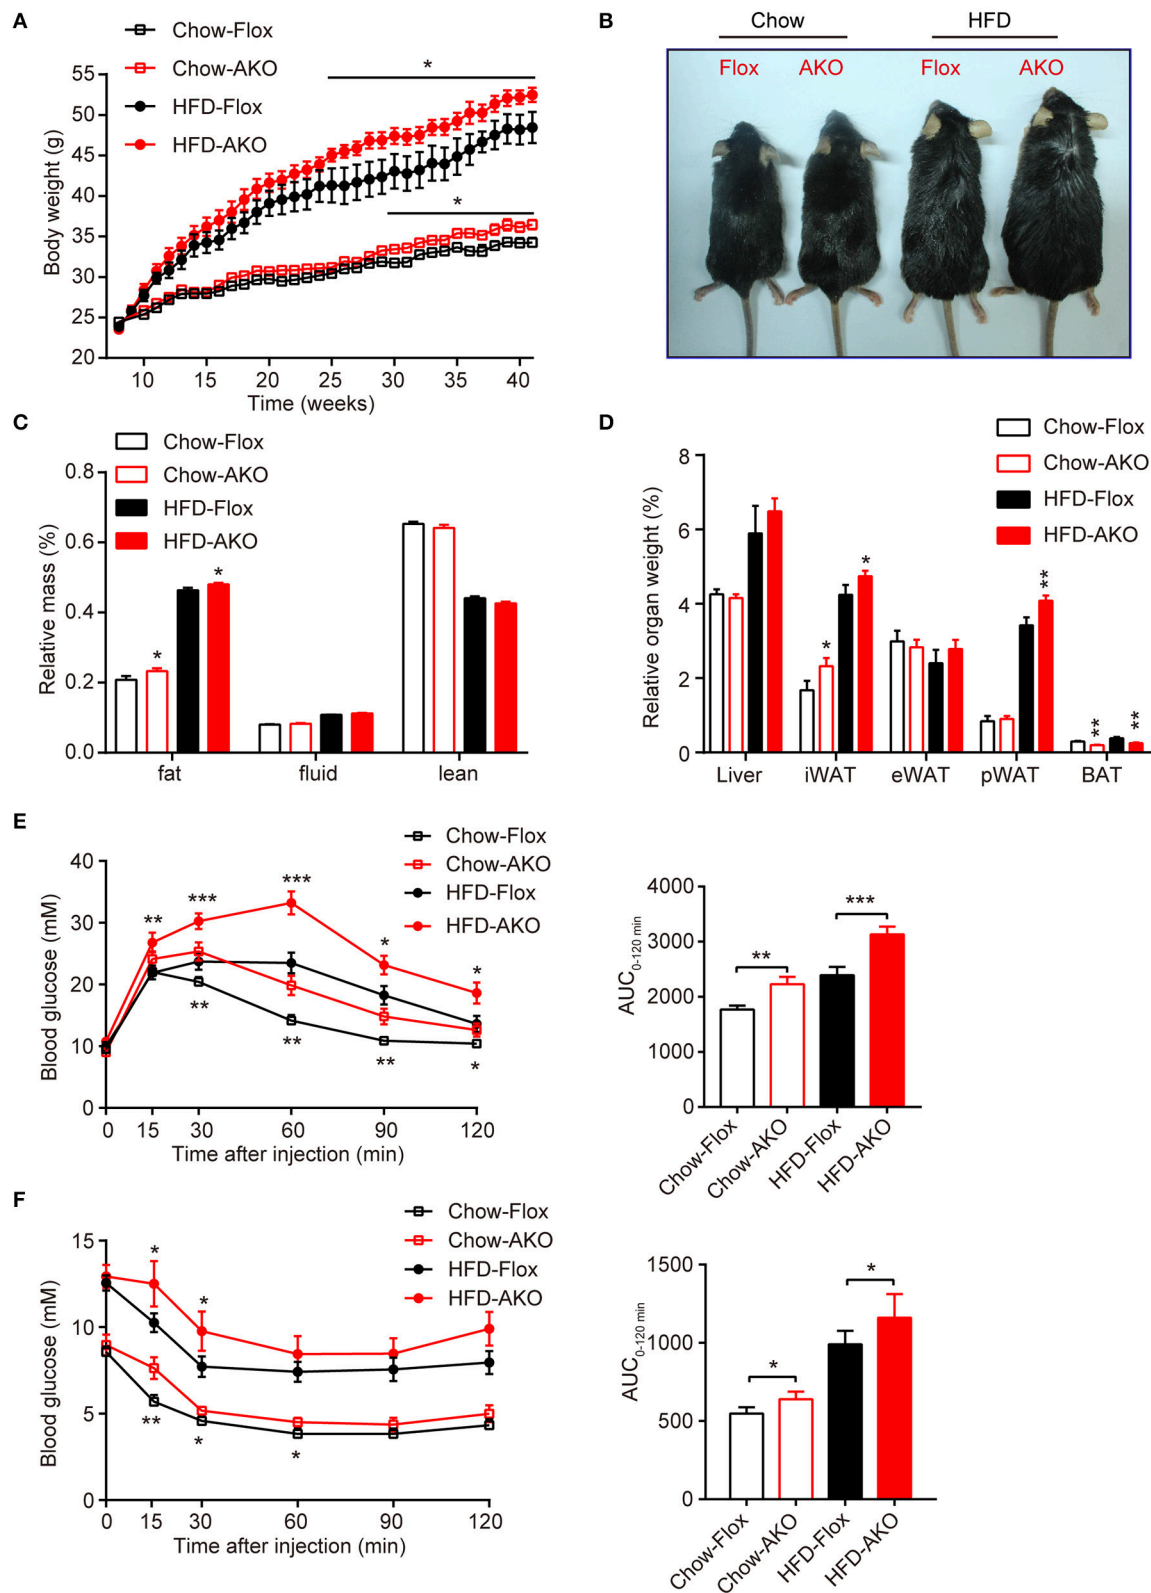 A
Chow-Flox
Chow-AKO
HFD-Flox
HFD-AKO
*
*
Body weight (g)
55
50
45
40
35
30
25
20
10 15 20 25 30 35 40
Time (weeks)
B
Chow HFD
Flox AKO Flox AKO
C
Chow-Flox
Chow-AKO
HFD-Flox
HFD-AKO
Relative mass (%)
0.8
0.6
0.4
0.2
0.0
* *
fat fluid lean
D
Chow-Flox
Chow-AKO
HFD-Flox
HFD-AKO
Relative organ weight (%)
8
6
4
2
0
* * ** ** **
Liver iWAT eWAT pWAT BAT
E
Chow-Flox
Chow-AKO
HFD-Flox
HFD-AKO
Blood glucose (mM)
40
30
20
10
0
** *** *** * *
** ** ** *
0 15 30 60 90 120
Time after injection (min)
AUC0-120 min
4000
3000
2000
1000
0
** ***
Chow-Flox
Chow-AKO
HFD-Flox
HFD-AKO
F
Chow-Flox
Chow-AKO
HFD-Flox
HFD-AKO
Blood glucose (mM)
15
10
5
0
* *
** * *
0 15 30 60 90 120
Time after injection (min)
AUC0-120 min
1500
1000
500
0
* *
Chow-Flox
Chow-AKO
HFD-Flox
HFD-AKO